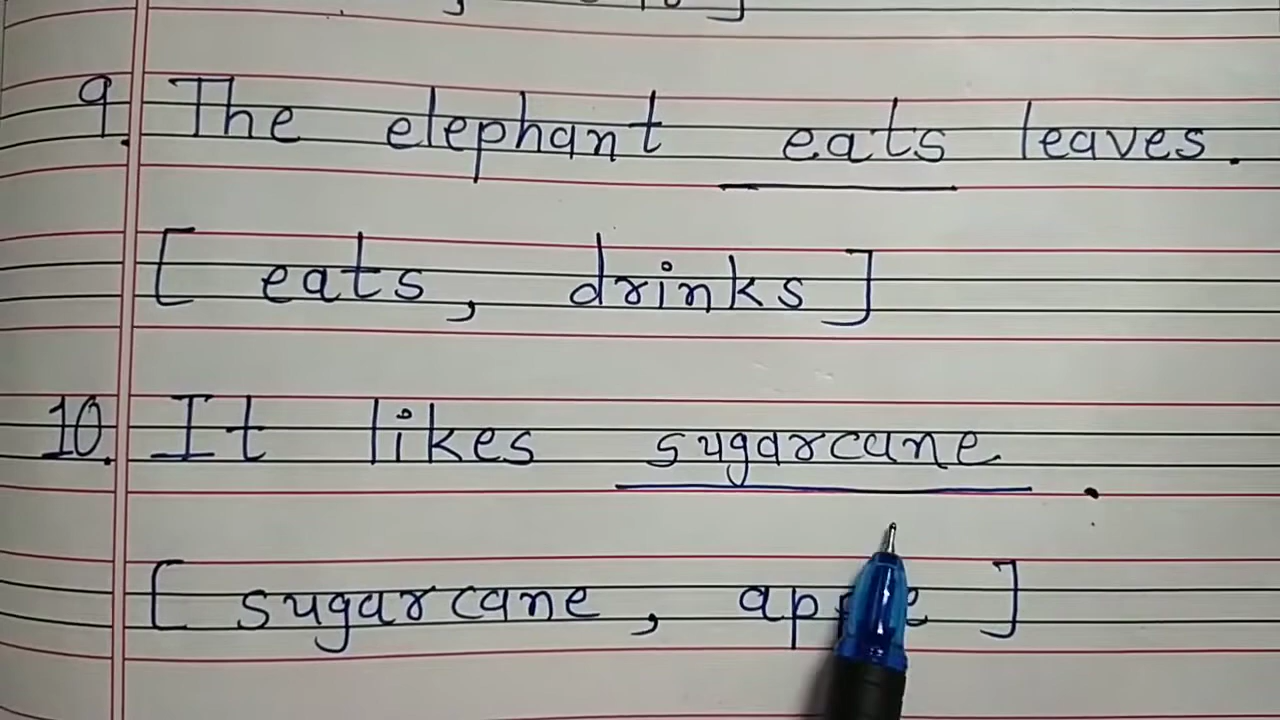 9. The elephant eats leaves.
[ eats, drinks ]
10. It likes sugarcane .
[ sugarcane, ]